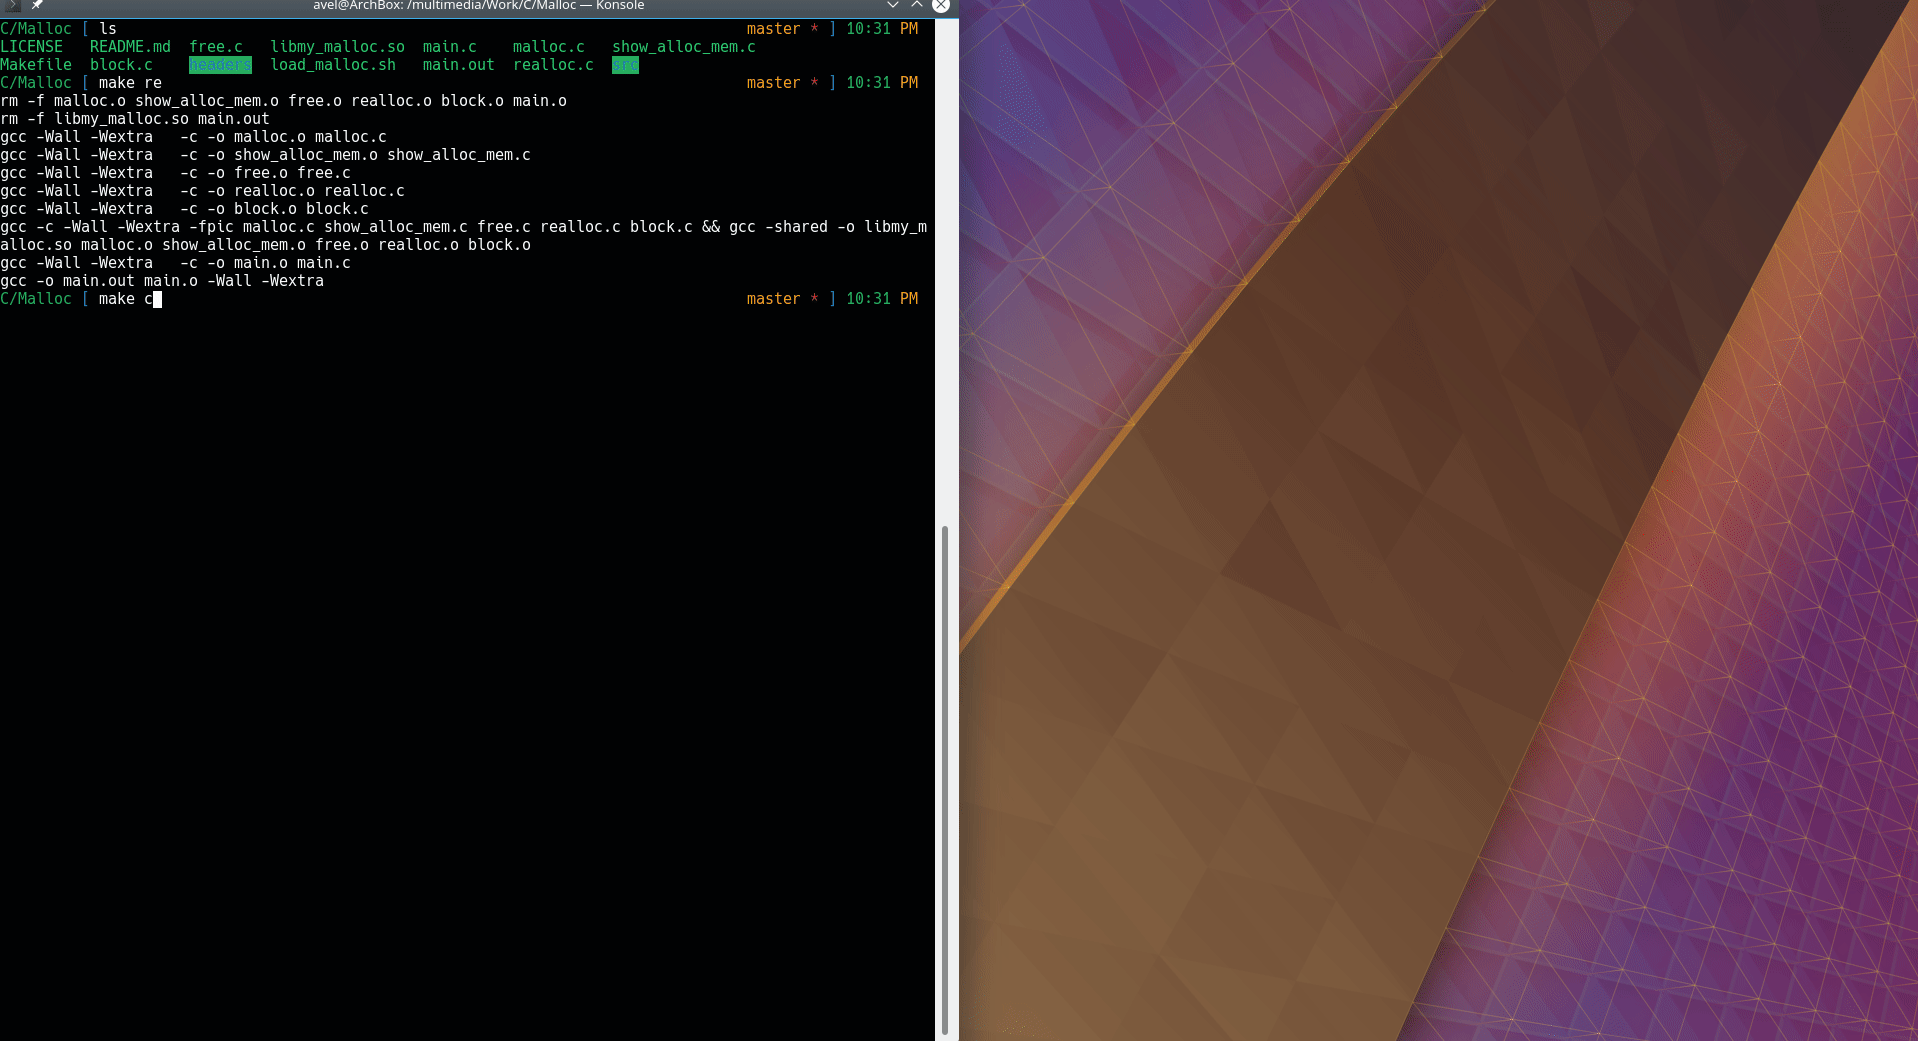 avel@ArchBox: /multimedia/Work/C/Malloc — Konsole
C/Malloc [ ls master * ] 10:31 PM
LICENSE README.md free.c libmy_malloc.so main.c malloc.c show_alloc_mem.c
Makefile block.c headers load_malloc.sh main.out realloc.c src
C/Malloc [ make re master * ] 10:31 PM
rm -f malloc.o show_alloc_mem.o free.o realloc.o block.o main.o
rm -f libmy_malloc.so main.out
gcc -Wall -Wextra -c -o malloc.o malloc.c
gcc -Wall -Wextra -c -o show_alloc_mem.o show_alloc_mem.c
gcc -Wall -Wextra -c -o free.o free.c
gcc -Wall -Wextra -c -o realloc.o realloc.c
gcc -Wall -Wextra -c -o block.o block.c
gcc -c -Wall -Wextra -fpic malloc.c show_alloc_mem.c free.c realloc.c block.c && gcc -shared -o libmy_m
alloc.so malloc.o show_alloc_mem.o free.o realloc.o block.o
gcc -Wall -Wextra -c -o main.o main.c
gcc -o main.out main.o -Wall -Wextra
C/Malloc [ make c master * ] 10:31 PM